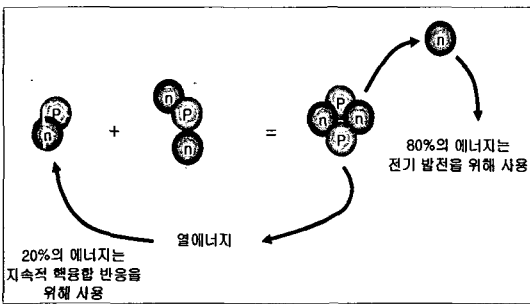 n
P
n
+
n
P
n
=
P
n
n
P
80%의 에너지는
전기 발전을 위해 사용
열에너지
20%의 에너지는
지속적 핵융합 반응을
위해 사용